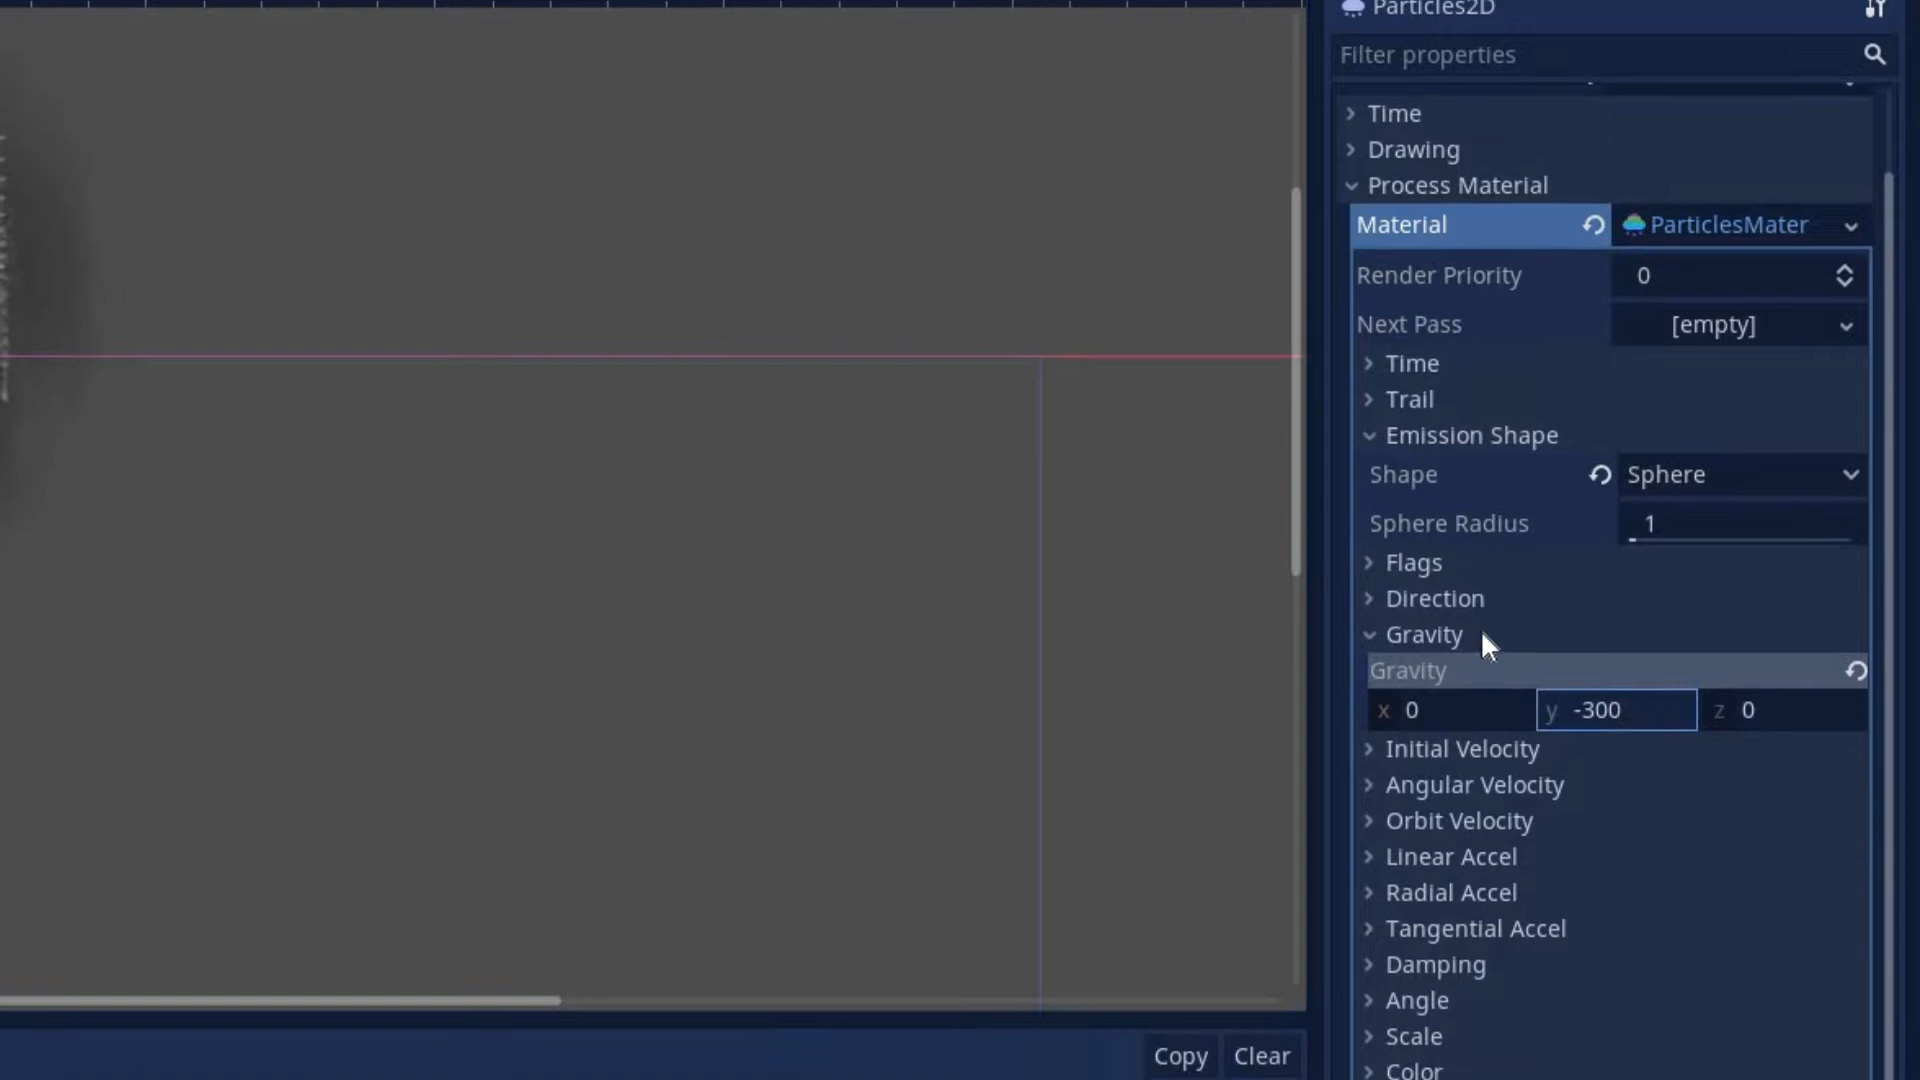 Particles2D
Filter properties
Time
Drawing
Process Material
Material ParticlesMater
Render Priority 0
Next Pass [empty]
Time
Trail
Emission Shape
Shape Sphere
Sphere Radius 1
Flags
Direction
Gravity
Gravity
x 0 y -300 z 0
Initial Velocity
Angular Velocity
Orbit Velocity
Linear Accel
Radial Accel
Tangential Accel
Damping
Angle
Scale
Color
Copy Clear